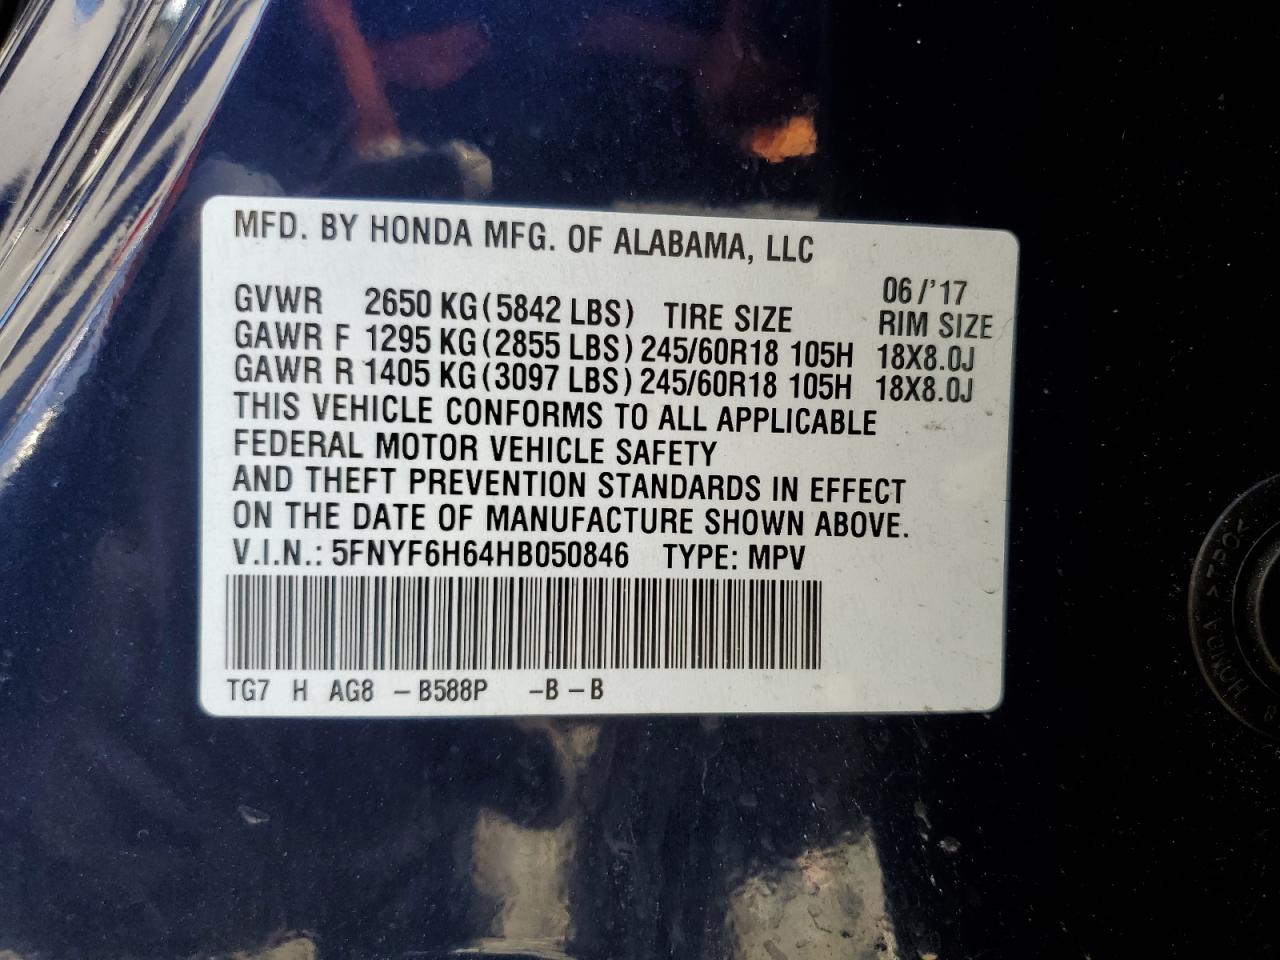 MFD. BY HONDA MFG. OF ALABAMA, LLC
06/'17
GVWR 2650 KG(5842 LBS) TIRE SIZE RIM SIZE
GAWR F 1295 KG(2855 LBS) 245/60R18 105H 18X8.0J
GAWR R 1405 KG(3097 LBS) 245/60R18 105H 18X8.0J
THIS VEHICLE CONFORMS TO ALL APPLICABLE
FEDERAL MOTOR VEHICLE SAFETY
AND THEFT PREVENTION STANDARDS IN EFFECT
ON THE DATE OF MANUFACTURE SHOWN ABOVE.
V.I.N.: 5FNYF6H64HB050846 TYPE: MPV
TG7 H AG8 -B588P -B-B
HONDA >TPO<